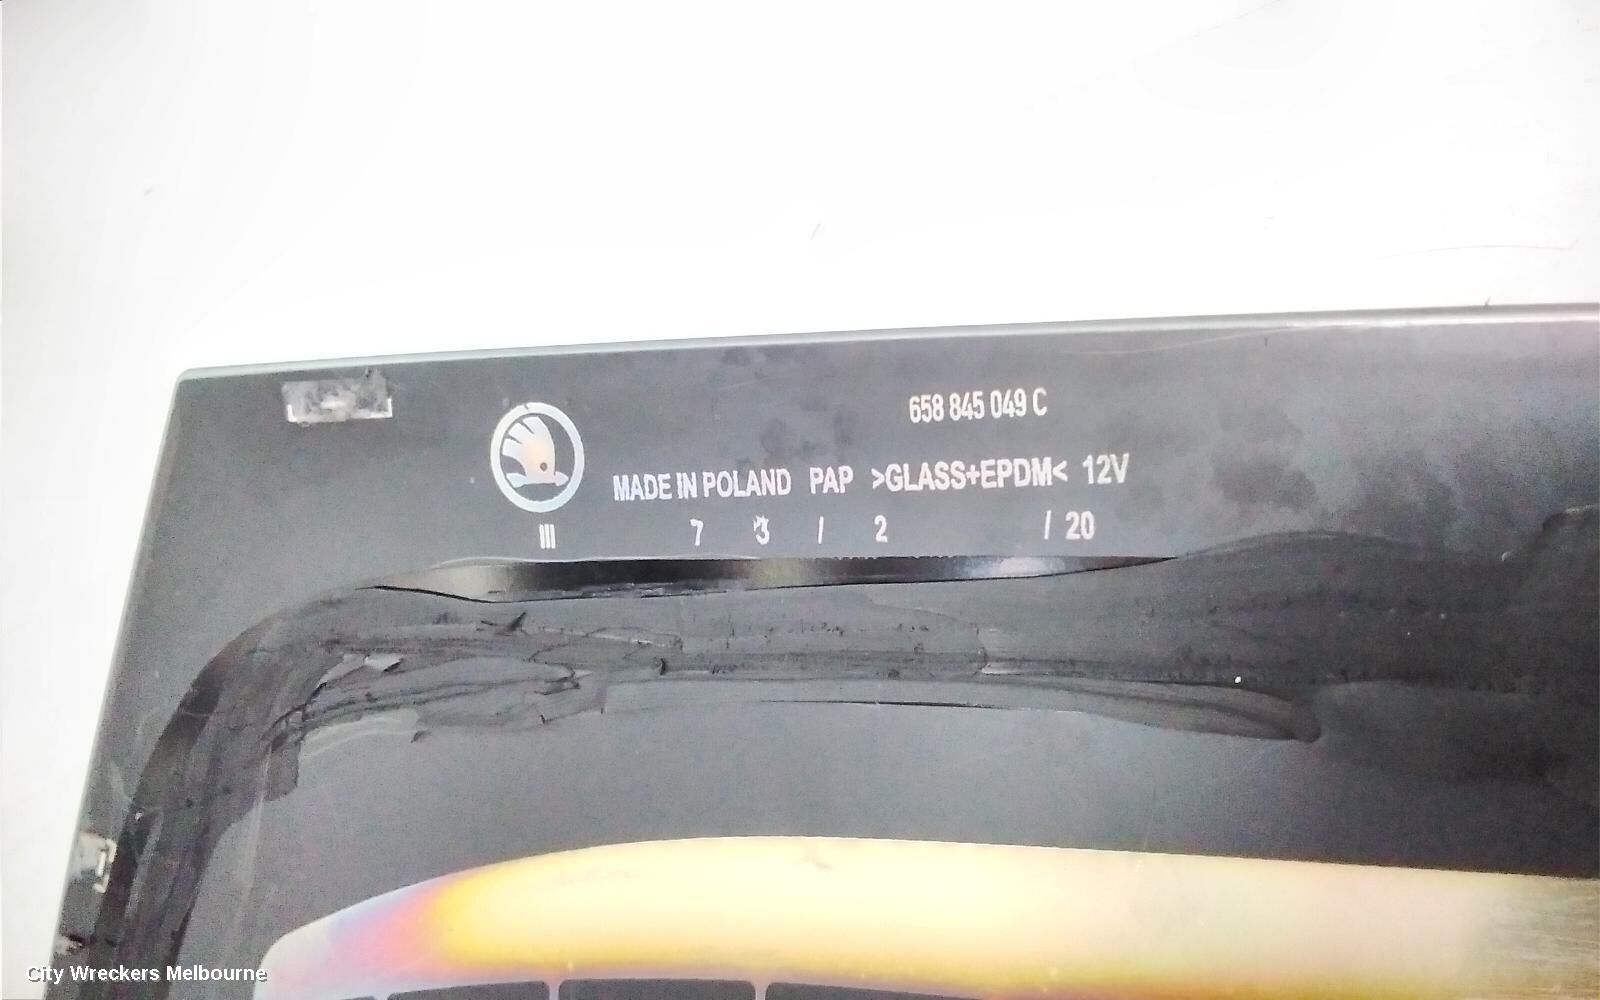 658 845 049 C
MADE IN POLAND PAP >GLASS+EPDM< 12V
III 7 3 / 2 / 20
City Wreckers Melbourne